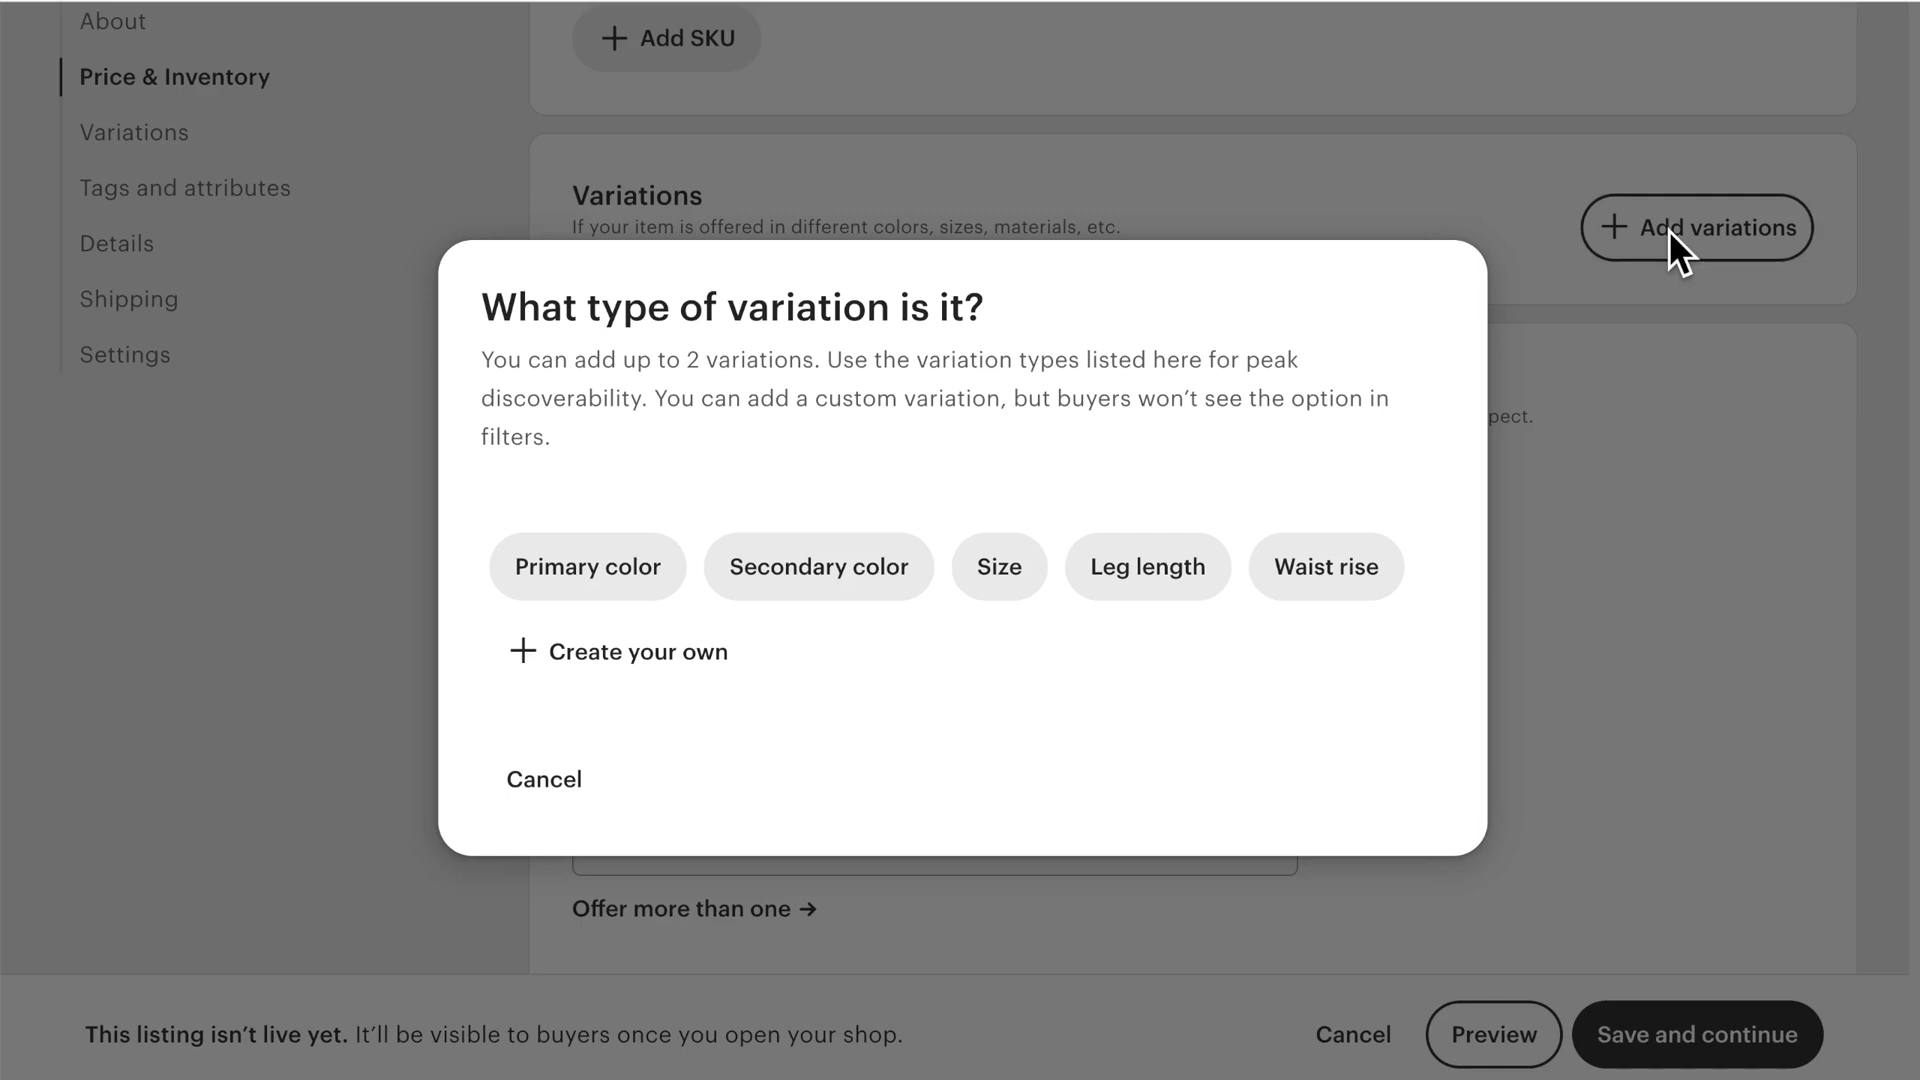 About
Price & Inventory
Variations
Tags and attributes
Details
Shipping
Settings
+ Add SKU
Variations
If your item is offered in different colors, sizes, materials, etc.
+ Add variations
What type of variation is it?
You can add up to 2 variations. Use the variation types listed here for peak
discoverability. You can add a custom variation, but buyers won’t see the option in
filters.
Primary color
Secondary color
Size
Leg length
Waist rise
+ Create your own
Cancel
Offer more than one →
This listing isn’t live yet. It’ll be visible to buyers once you open your shop.
Cancel
Preview
Save and continue